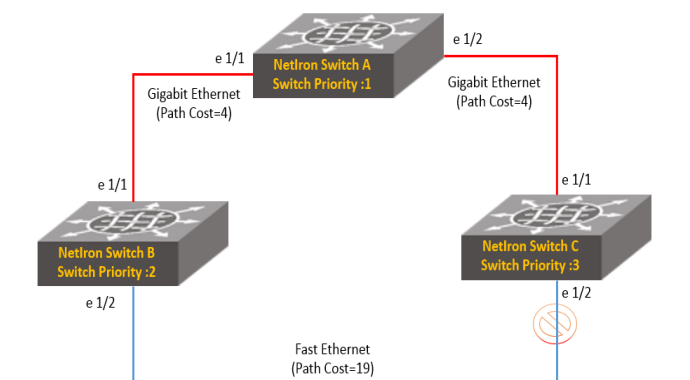 e 1/2
e 1/1
NetIron Switch A
Switch Priority :1
Gigabit Ethernet
(Path Cost=4)
Gigabit Ethernet
(Path Cost=4)
e 1/1
e 1/1
NetIron Switch B
Switch Priority :2
NetIron Switch C
Switch Priority :3
e 1/2
e 1/2
Fast Ethernet
(Path Cost=19)